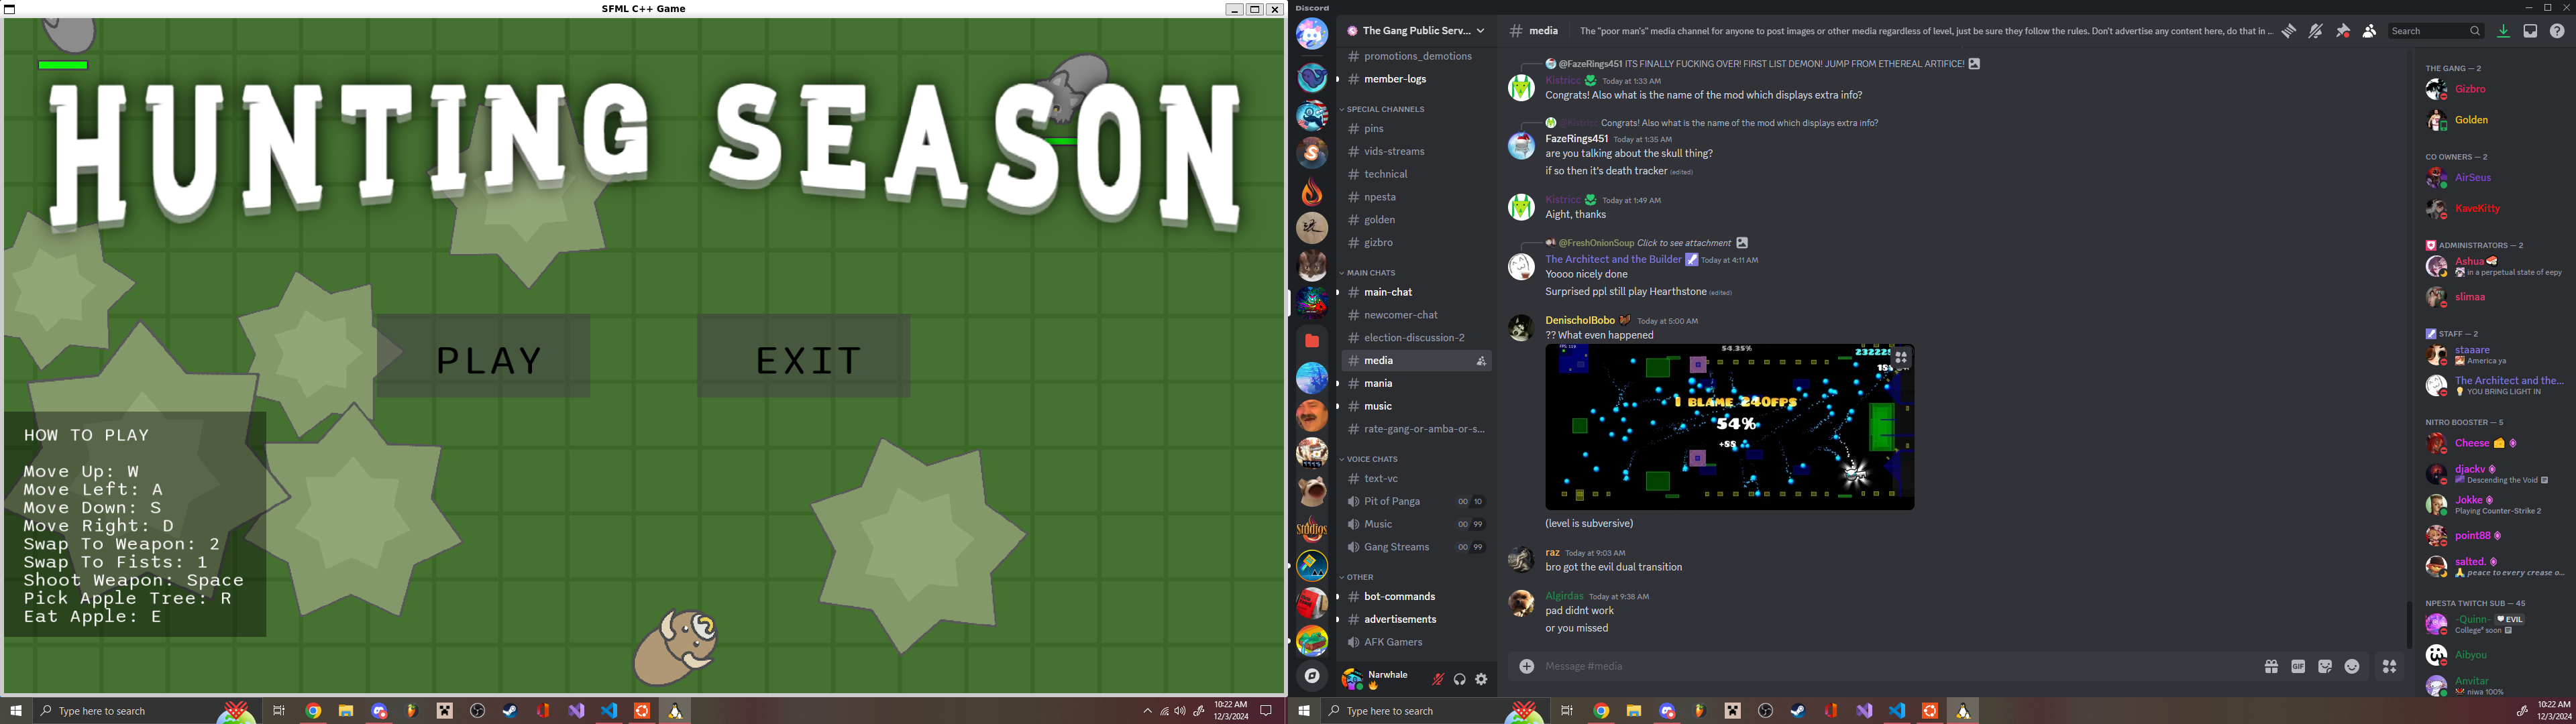 SFML C++ Game
HUNTING SEASON
PLAY
EXIT
HOW TO PLAY
Move Up: W
Move Left: A
Move Down: S
Move Right: D
Swap To Weapon: 2
Swap To Fists: 1
Shoot Weapon: Space
Pick Apple Tree: R
Eat Apple: E
Type here to search
10:22 AM
12/3/2024
Discord
The Gang Public Serv...
promotions_demotions
member-logs
SPECIAL CHANNELS
pins
vids-streams
technical
npesta
golden
gizbro
MAIN CHATS
main-chat
newcomer-chat
election-discussion-2
media
mania
music
rate-gang-or-amba-or-s...
VOICE CHATS
text-vc
Pit of Panga 00 10
Music 00 99
Gang Streams 00 99
OTHER
bot-commands
advertisements
AFK Gamers
Narwhale
# media
The "poor man's" media channel for anyone to post images or other media regardless of level, just be sure they follow the rules. Don't advertise any content here, do that in ...
Search
@FazeRings451 ITS FINALLY FUCKING OVER! FIRST LIST DEMON! JUMP FROM ETHEREAL ARTIFICE!
Kistricc Today at 1:33 AM
Congrats! Also what is the name of the mod which displays extra info?
@Kistricc Congrats! Also what is the name of the mod which displays extra info?
FazeRings451 Today at 1:35 AM
are you talking about the skull thing?
if so then it's death tracker (edited)
Kistricc Today at 1:49 AM
Aight, thanks
@FreshOnionSoup Click to see attachment
The Architect and the Builder Today at 4:11 AM
Yoooo nicely done
Surprised ppl still play Hearthstone (edited)
DenischolBobo Today at 5:00 AM
?? What even happened
54.35%
I BLAME 240FPS
54%
(level is subversive)
raz Today at 9:03 AM
bro got the evil dual transition
Algirdas Today at 9:38 AM
pad didnt work
or you missed
Message #media
GIF
THE GANG — 2
Gizbro
Golden
CO OWNERS — 2
AirSeus
KaveKitty
ADMINISTRATORS — 2
Ashua
in a perpetual state of eepy
slimaa
STAFF — 2
staaare
America ya
The Architect and the...
YOU BRING LIGHT IN
NITRO BOOSTER — 5
Cheese
djackv
Descending the Void
Jokke
Playing Counter-Strike 2
point88
salted.
peace to every crease o...
NPESTA TWITCH SUB — 45
-Quinn- EVIL
College* soon
Aibyou
Anvitar
niwa 100%
Type here to search
10:22 AM
12/3/2024